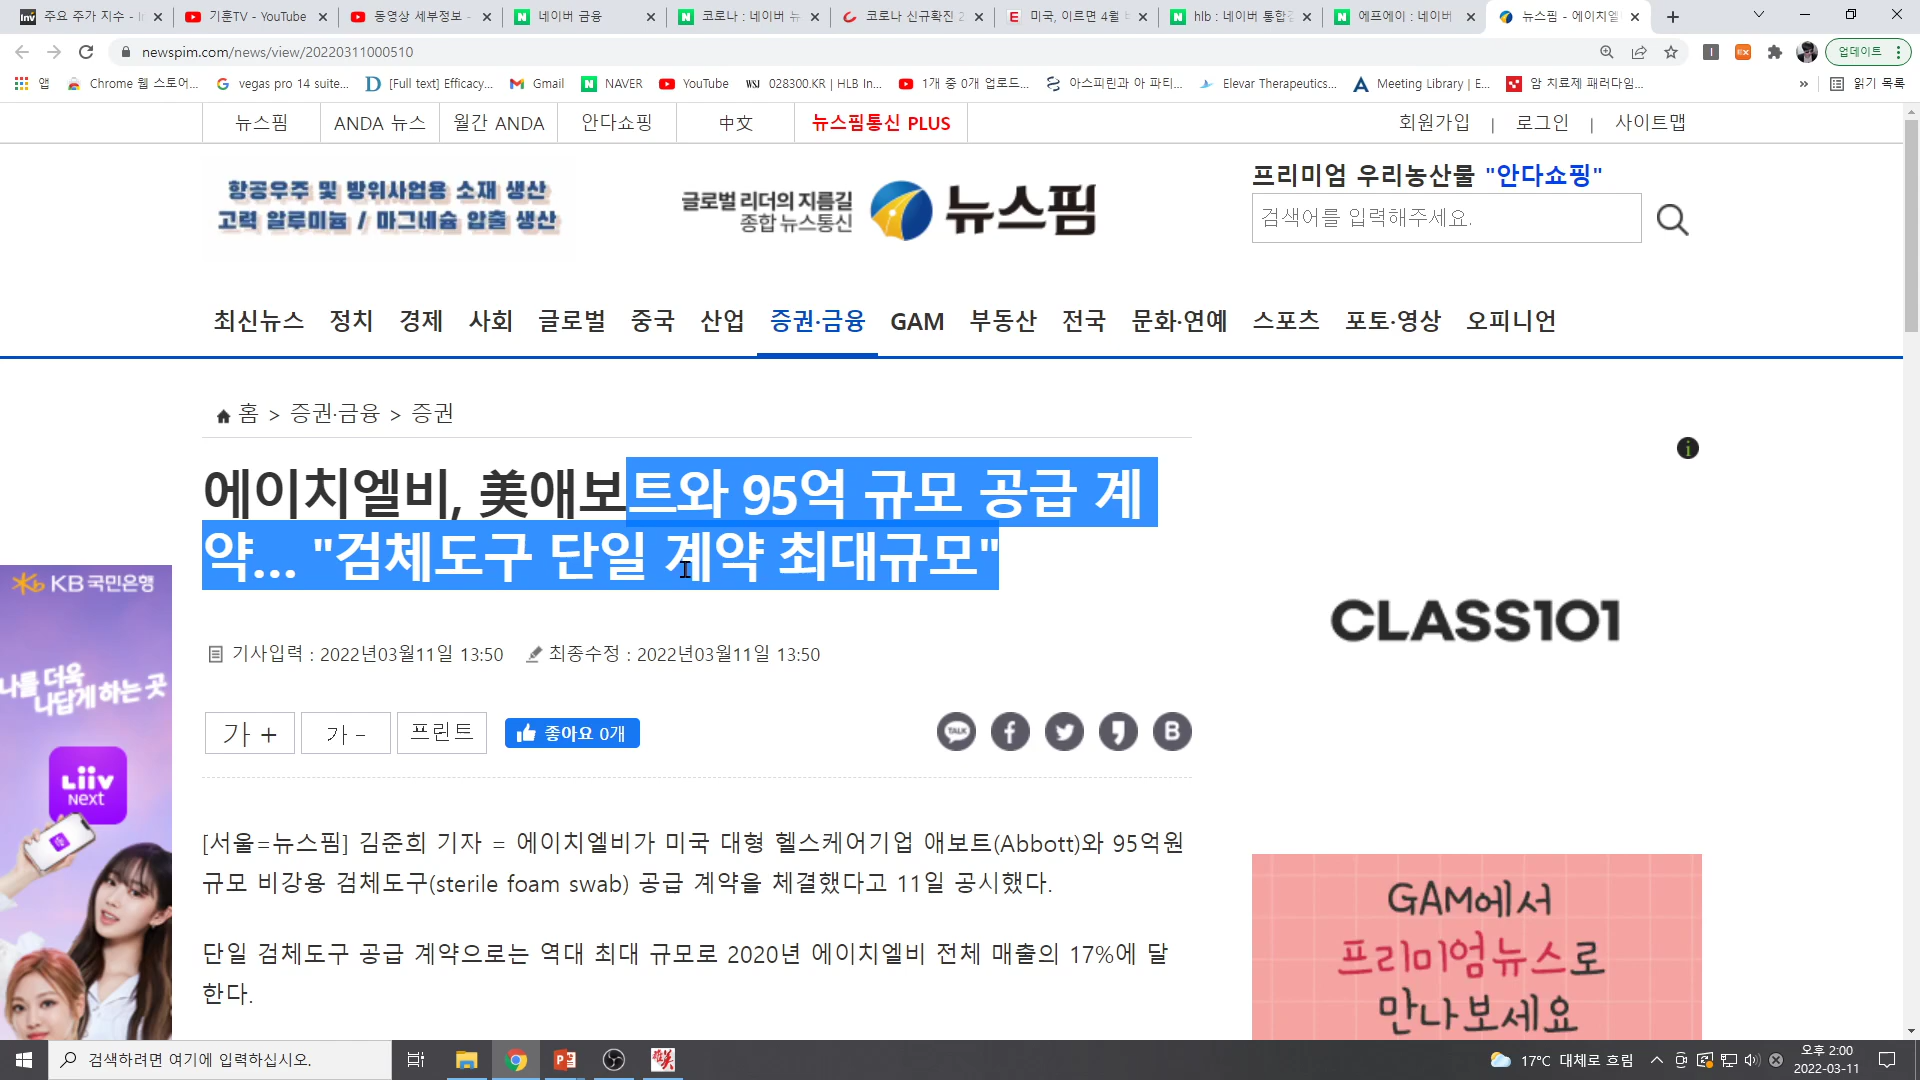 주요 주가 지수 - In
기훈TV - YouTube
동영상 세부정보 -
네이버 금융
코로나 : 네이버 뉴
코로나 신규확진 2
미국, 이르면 4월
hlb : 네이버 통합검
에프에이 : 네이버
뉴스핌 - 에이치엘
newspim.com/news/view/20220311000510
업데이트
앱
Chrome 웹 스토어...
vegas pro 14 suite...
[Full text] Efficacy...
Gmail
NAVER
YouTube
028300.KR | HLB In...
1개 중 0개 업로드...
아스피린과 아 파티...
Elevar Therapeutics...
Meeting Library | E...
암 치료제 패러다임...
읽기 목록
뉴스핌
ANDA 뉴스
월간 ANDA
안다쇼핑
中文
뉴스핌통신 PLUS
회원가입 | 로그인 | 사이트맵
항공우주 및 방위사업용 소재 생산
고력 알루미늄 / 마그네슘 압출 생산
글로벌 리더의 지름길
종합 뉴스통신
뉴스핌
프리미엄 우리농산물 "안다쇼핑"
검색어를 입력해주세요.
최신뉴스 정치 경제 사회 글로벌 중국 산업 증권·금융 GAM 부동산 전국 문화·연예 스포츠 포토·영상 오피니언
홈 > 증권·금융 > 증권
에이치엘비, 美애보트와 95억 규모 공급 계
약... "검체도구 단일 계약 최대규모"
기사입력 : 2022년03월11일 13:50 최종수정 : 2022년03월11일 13:50
가 +
가 -
프린트
좋아요 0개
TALK
[서울=뉴스핌] 김준희 기자 = 에이치엘비가 미국 대형 헬스케어기업 애보트(Abbott)와 95억원
규모 비강용 검체도구(sterile foam swab) 공급 계약을 체결했다고 11일 공시했다.
단일 검체도구 공급 계약으로는 역대 최대 규모로 2020년 에이치엘비 전체 매출의 17%에 달
한다.
KB국민은행
나를 더욱
나답게 하는 곳
Liiv
NEXT
CLASS101
GAM에서
프리미엄뉴스로
만나보세요
검색하려면 여기에 입력하십시오.
17°C 대체로 흐림
오후 2:00
2022-03-11